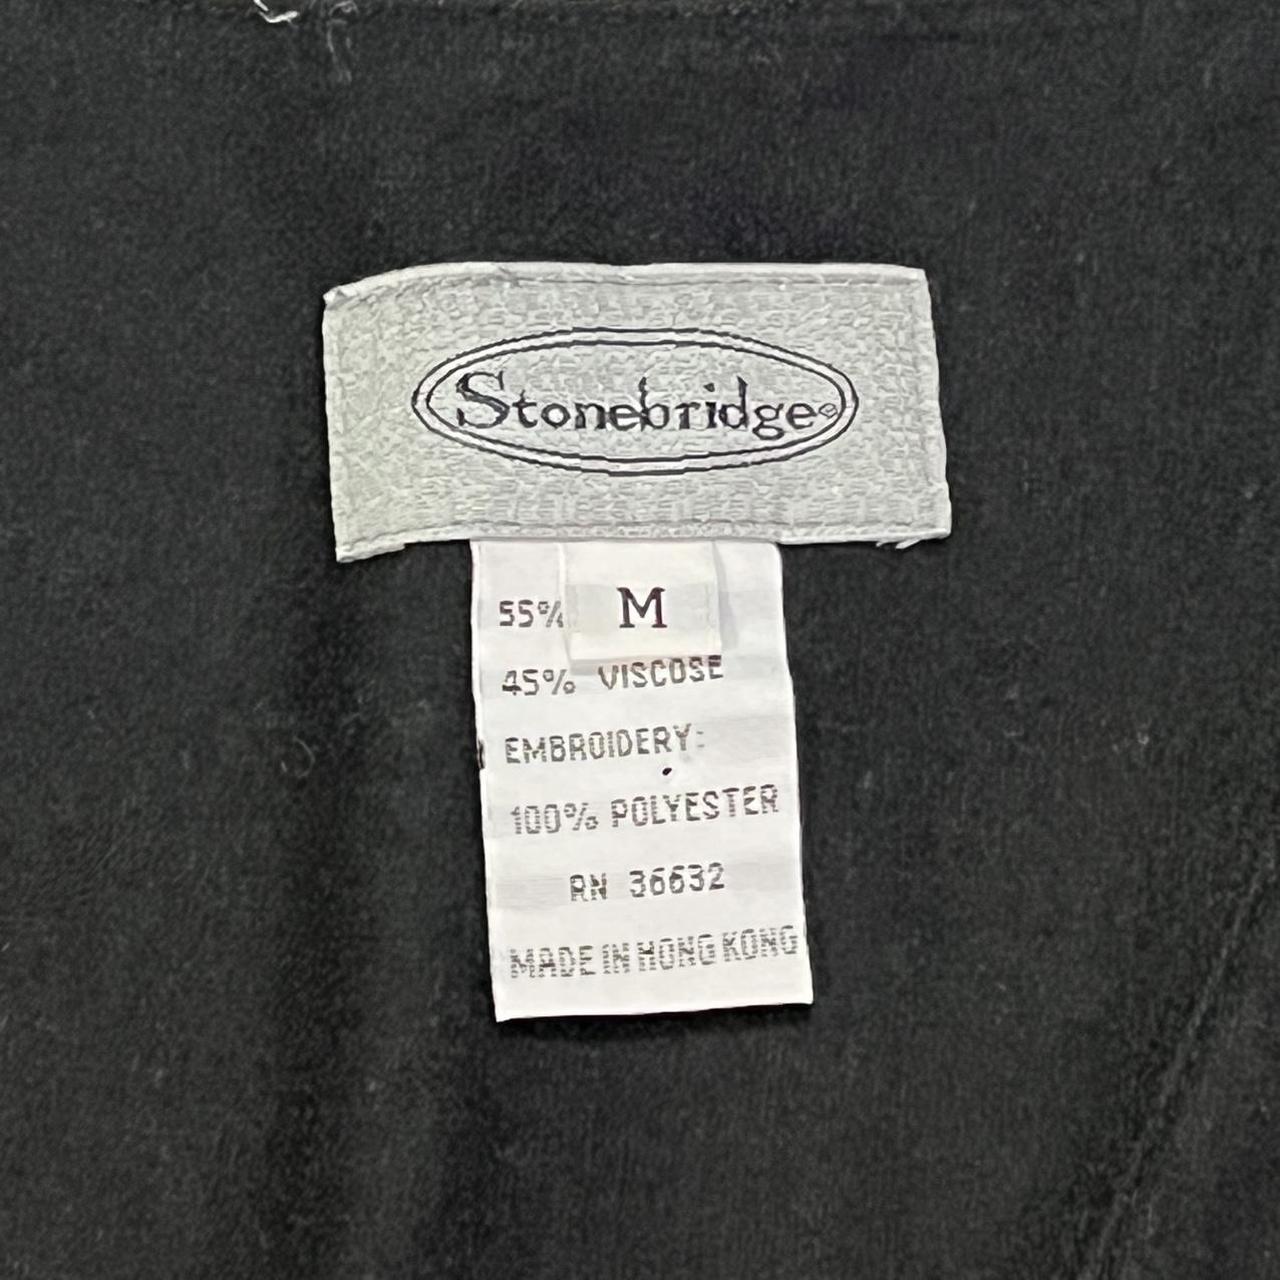 Stonebridge
M
55%
45% VISCOSE
EMBROIDERY:
100% POLYESTER
RN 36632
MADE IN HONG KONG